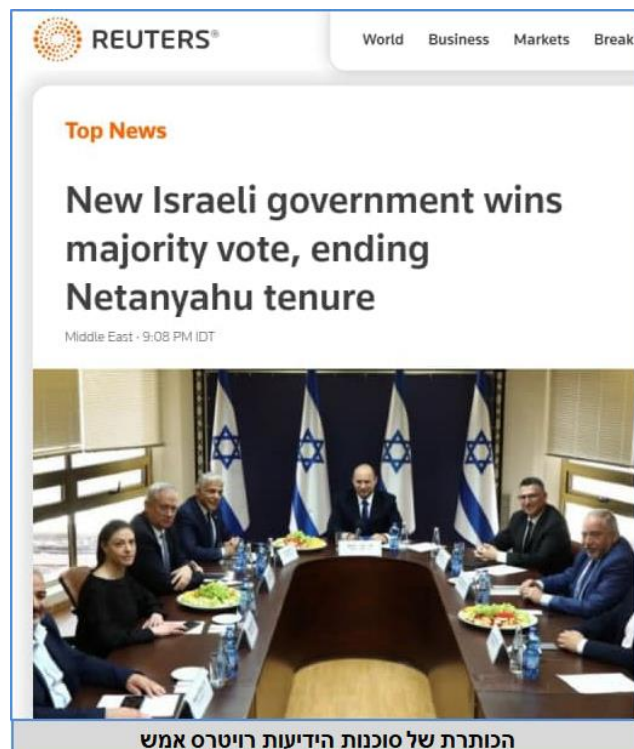 REUTERS®
World Business Markets Break
Top News
New Israeli government wins
majority vote, ending
Netanyahu tenure
Middle East · 9:08 PM IDT
הכותרת של סוכנות הידיעות רויטרס אמש